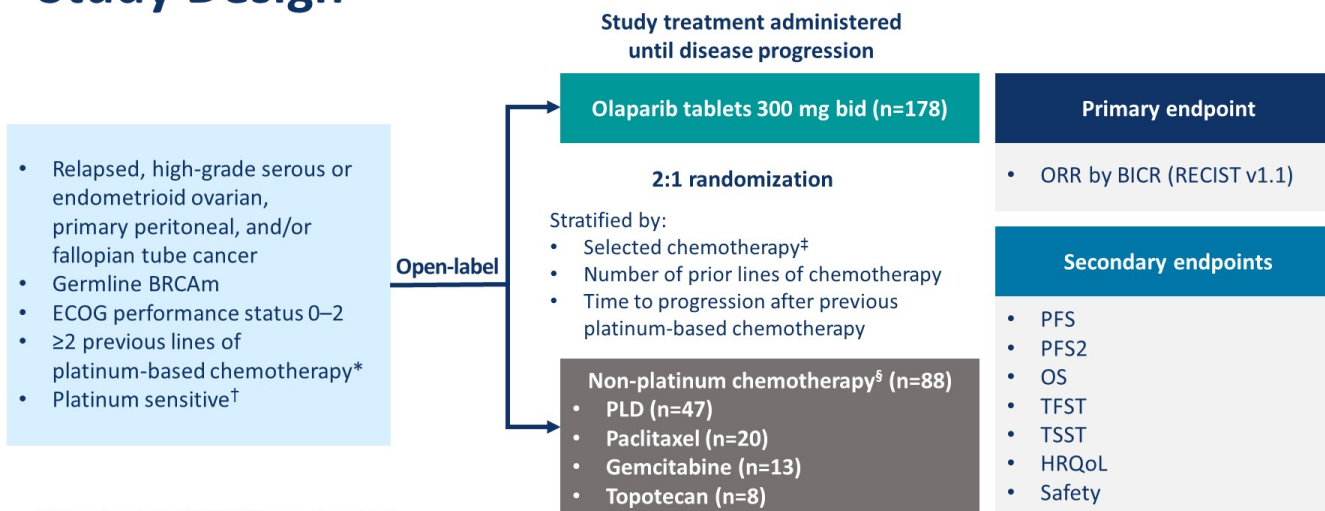 Study Design
Study treatment administered
until disease progression
• Relapsed, high-grade serous or
endometrioid ovarian,
primary peritoneal, and/or
fallopian tube cancer
• Germline BRCAm
• ECOG performance status 0–2
• ≥2 previous lines of
platinum-based chemotherapy*
• Platinum sensitive†
Open-label
Olaparib tablets 300 mg bid (n=178)
2:1 randomization
Stratified by:
• Selected chemotherapy‡
• Number of prior lines of chemotherapy
• Time to progression after previous
platinum-based chemotherapy
Non-platinum chemotherapy§ (n=88)
• PLD (n=47)
• Paclitaxel (n=20)
• Gemcitabine (n=13)
• Topotecan (n=8)
Primary endpoint
• ORR by BICR (RECIST v1.1)
Secondary endpoints
• PFS
• PFS2
• OS
• TFST
• TSST
• HRQoL
• Safety